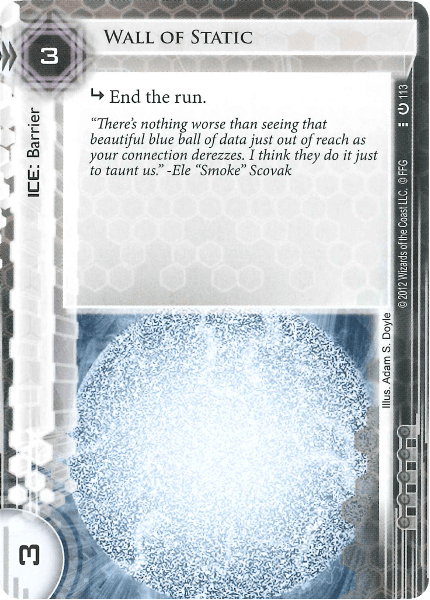 3
WALL OF STATIC
ICE: Barrier
End the run.
“There's nothing worse than seeing that
beautiful blue ball of data just out of reach as
your connection derezzes. I think they do it just
to taunt us.” -Ele “Smoke” Scovak
113
© 2012 Wizards of the Coast LLC. © FFG
Illus. Adam S. Doyle
3